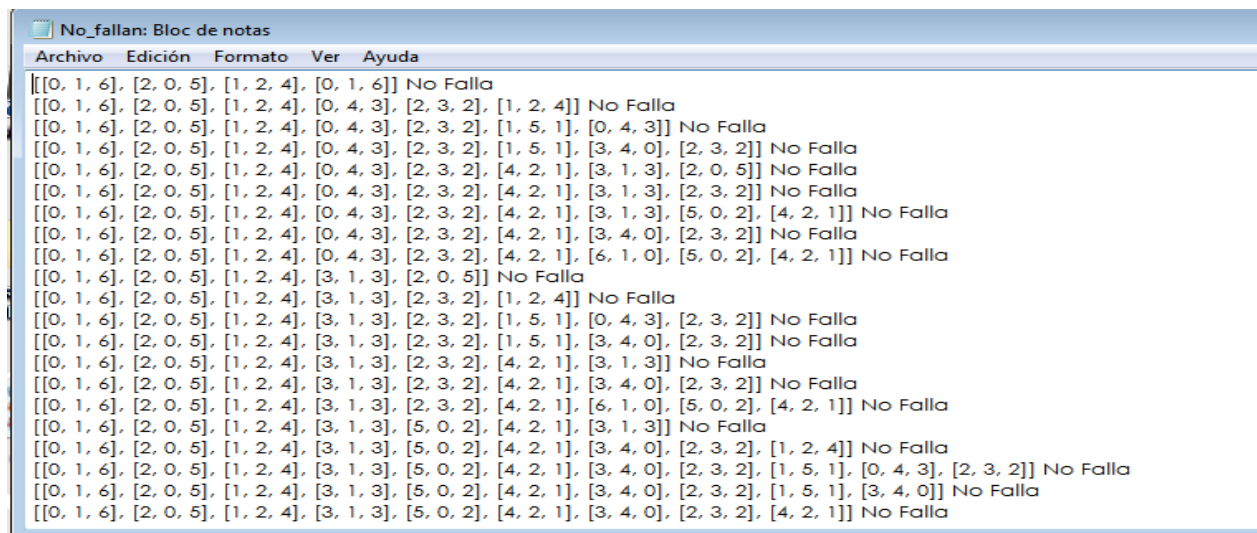 No_fallan: Bloc de notas
Archivo Edición Formato Ver Ayuda
[[0, 1, 6], [2, 0, 5], [1, 2, 4], [0, 1, 6]] No Falla
[[0, 1, 6], [2, 0, 5], [1, 2, 4], [0, 4, 3], [2, 3, 2], [1, 2, 4]] No Falla
[[0, 1, 6], [2, 0, 5], [1, 2, 4], [0, 4, 3], [2, 3, 2], [1, 5, 1], [0, 4, 3]] No Falla
[[0, 1, 6], [2, 0, 5], [1, 2, 4], [0, 4, 3], [2, 3, 2], [1, 5, 1], [3, 4, 0], [2, 3, 2]] No Falla
[[0, 1, 6], [2, 0, 5], [1, 2, 4], [0, 4, 3], [2, 3, 2], [4, 2, 1], [3, 1, 3], [2, 0, 5]] No Falla
[[0, 1, 6], [2, 0, 5], [1, 2, 4], [0, 4, 3], [2, 3, 2], [4, 2, 1], [3, 1, 3], [2, 3, 2]] No Falla
[[0, 1, 6], [2, 0, 5], [1, 2, 4], [0, 4, 3], [2, 3, 2], [4, 2, 1], [3, 1, 3], [5, 0, 2], [4, 2, 1]] No Falla
[[0, 1, 6], [2, 0, 5], [1, 2, 4], [0, 4, 3], [2, 3, 2], [4, 2, 1], [3, 4, 0], [2, 3, 2]] No Falla
[[0, 1, 6], [2, 0, 5], [1, 2, 4], [0, 4, 3], [2, 3, 2], [4, 2, 1], [6, 1, 0], [5, 0, 2], [4, 2, 1]] No Falla
[[0, 1, 6], [2, 0, 5], [1, 2, 4], [3, 1, 3], [2, 0, 5]] No Falla
[[0, 1, 6], [2, 0, 5], [1, 2, 4], [3, 1, 3], [2, 3, 2], [1, 2, 4]] No Falla
[[0, 1, 6], [2, 0, 5], [1, 2, 4], [3, 1, 3], [2, 3, 2], [1, 5, 1], [0, 4, 3], [2, 3, 2]] No Falla
[[0, 1, 6], [2, 0, 5], [1, 2, 4], [3, 1, 3], [2, 3, 2], [1, 5, 1], [3, 4, 0], [2, 3, 2]] No Falla
[[0, 1, 6], [2, 0, 5], [1, 2, 4], [3, 1, 3], [2, 3, 2], [4, 2, 1], [3, 1, 3]] No Falla
[[0, 1, 6], [2, 0, 5], [1, 2, 4], [3, 1, 3], [2, 3, 2], [4, 2, 1], [3, 4, 0], [2, 3, 2]] No Falla
[[0, 1, 6], [2, 0, 5], [1, 2, 4], [3, 1, 3], [2, 3, 2], [4, 2, 1], [6, 1, 0], [5, 0, 2], [4, 2, 1]] No Falla
[[0, 1, 6], [2, 0, 5], [1, 2, 4], [3, 1, 3], [5, 0, 2], [4, 2, 1], [3, 1, 3]] No Falla
[[0, 1, 6], [2, 0, 5], [1, 2, 4], [3, 1, 3], [5, 0, 2], [4, 2, 1], [3, 4, 0], [2, 3, 2], [1, 2, 4]] No Falla
[[0, 1, 6], [2, 0, 5], [1, 2, 4], [3, 1, 3], [5, 0, 2], [4, 2, 1], [3, 4, 0], [2, 3, 2], [1, 5, 1], [0, 4, 3], [2, 3, 2]] No Falla
[[0, 1, 6], [2, 0, 5], [1, 2, 4], [3, 1, 3], [5, 0, 2], [4, 2, 1], [3, 4, 0], [2, 3, 2], [1, 5, 1], [3, 4, 0]] No Falla
[[0, 1, 6], [2, 0, 5], [1, 2, 4], [3, 1, 3], [5, 0, 2], [4, 2, 1], [3, 4, 0], [2, 3, 2], [4, 2, 1]] No Falla